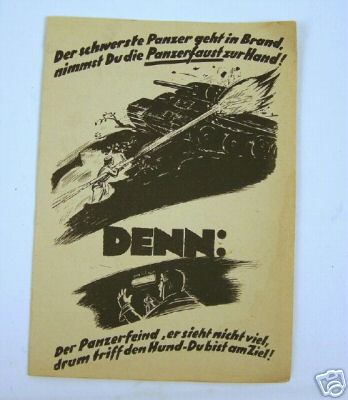 Der schwerste Panzer geht in Brand,
nimmst Du die Panzerfaust zur Hand!
DENN:
Der Panzerfeind, er sieht nicht viel,
drum triff den Hund-Du bist am Ziel!